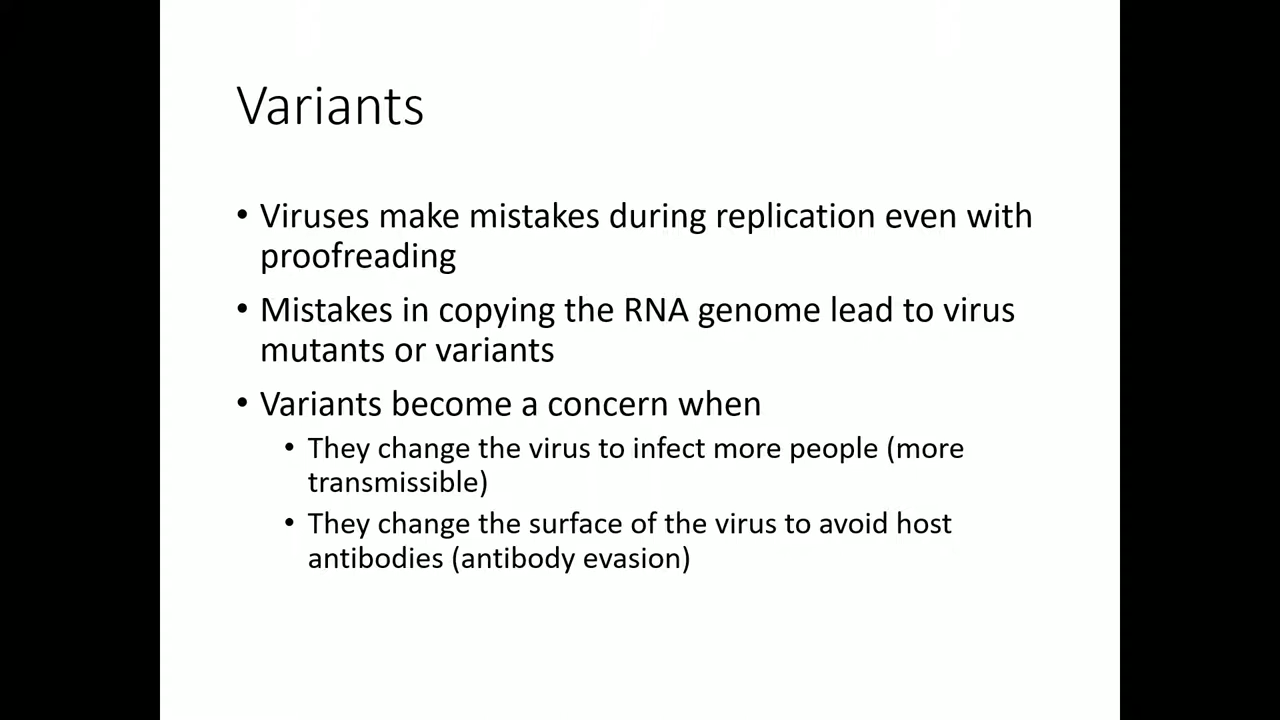 Variants
• Viruses make mistakes during replication even with
proofreading
• Mistakes in copying the RNA genome lead to virus
mutants or variants
• Variants become a concern when
• They change the virus to infect more people (more
transmissible)
• They change the surface of the virus to avoid host
antibodies (antibody evasion)